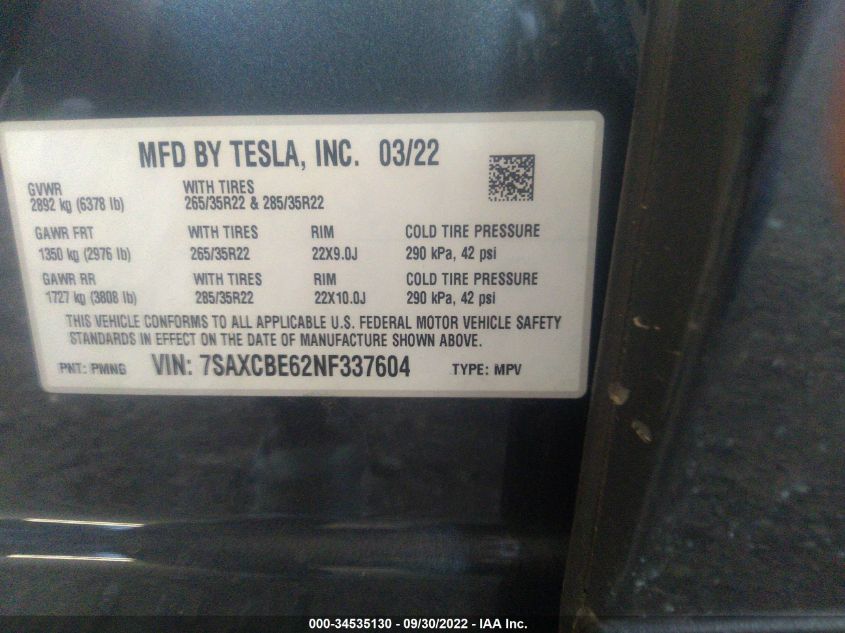 MFD BY TESLA, INC. 03/22
GVWR WITH TIRES
2892 kg (6378 lb) 265/35R22 & 285/35R22
GAWR FRT WITH TIRES RIM COLD TIRE PRESSURE
1350 kg (2976 lb) 265/35R22 22X9.0J 290 kPa, 42 psi
GAWR RR WITH TIRES RIM COLD TIRE PRESSURE
1727 kg (3808 lb) 285/35R22 22X10.0J 290 kPa, 42 psi
THIS VEHICLE CONFORMS TO ALL APPLICABLE U.S. FEDERAL MOTOR VEHICLE SAFETY
STANDARDS IN EFFECT ON THE DATE OF MANUFACTURE SHOWN ABOVE.
PNT: PMNG VIN: 7SAXCBE62NF337604 TYPE: MPV
000-34535130 - 09/30/2022 - IAA Inc.